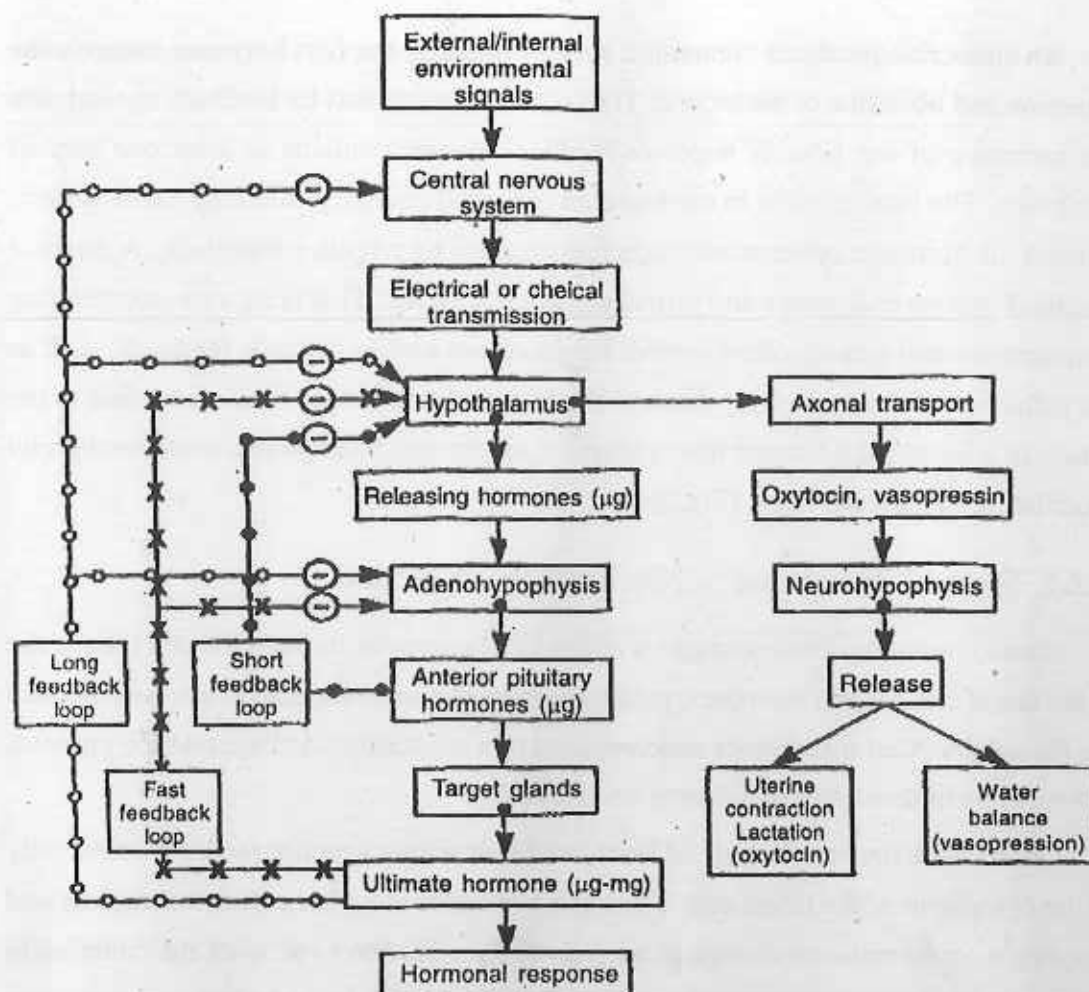 External/internal
environmental
signals
Central nervous
system
Electrical or cheical
transmission
Hypothalamus
Axonal transport
Releasing hormones (μg)
Oxytocin, vasopressin
Adenohypophysis
Neurohypophysis
Long
feedback
loop
Short
feedback
loop
Anterior pituitary
hormones (μg)
Release
Fast
feedback
loop
Target glands
Uterine
contraction
Lactation
(oxytocin)
Water
balance
(vasopression)
Ultimate hormone (μg-mg)
Hormonal response